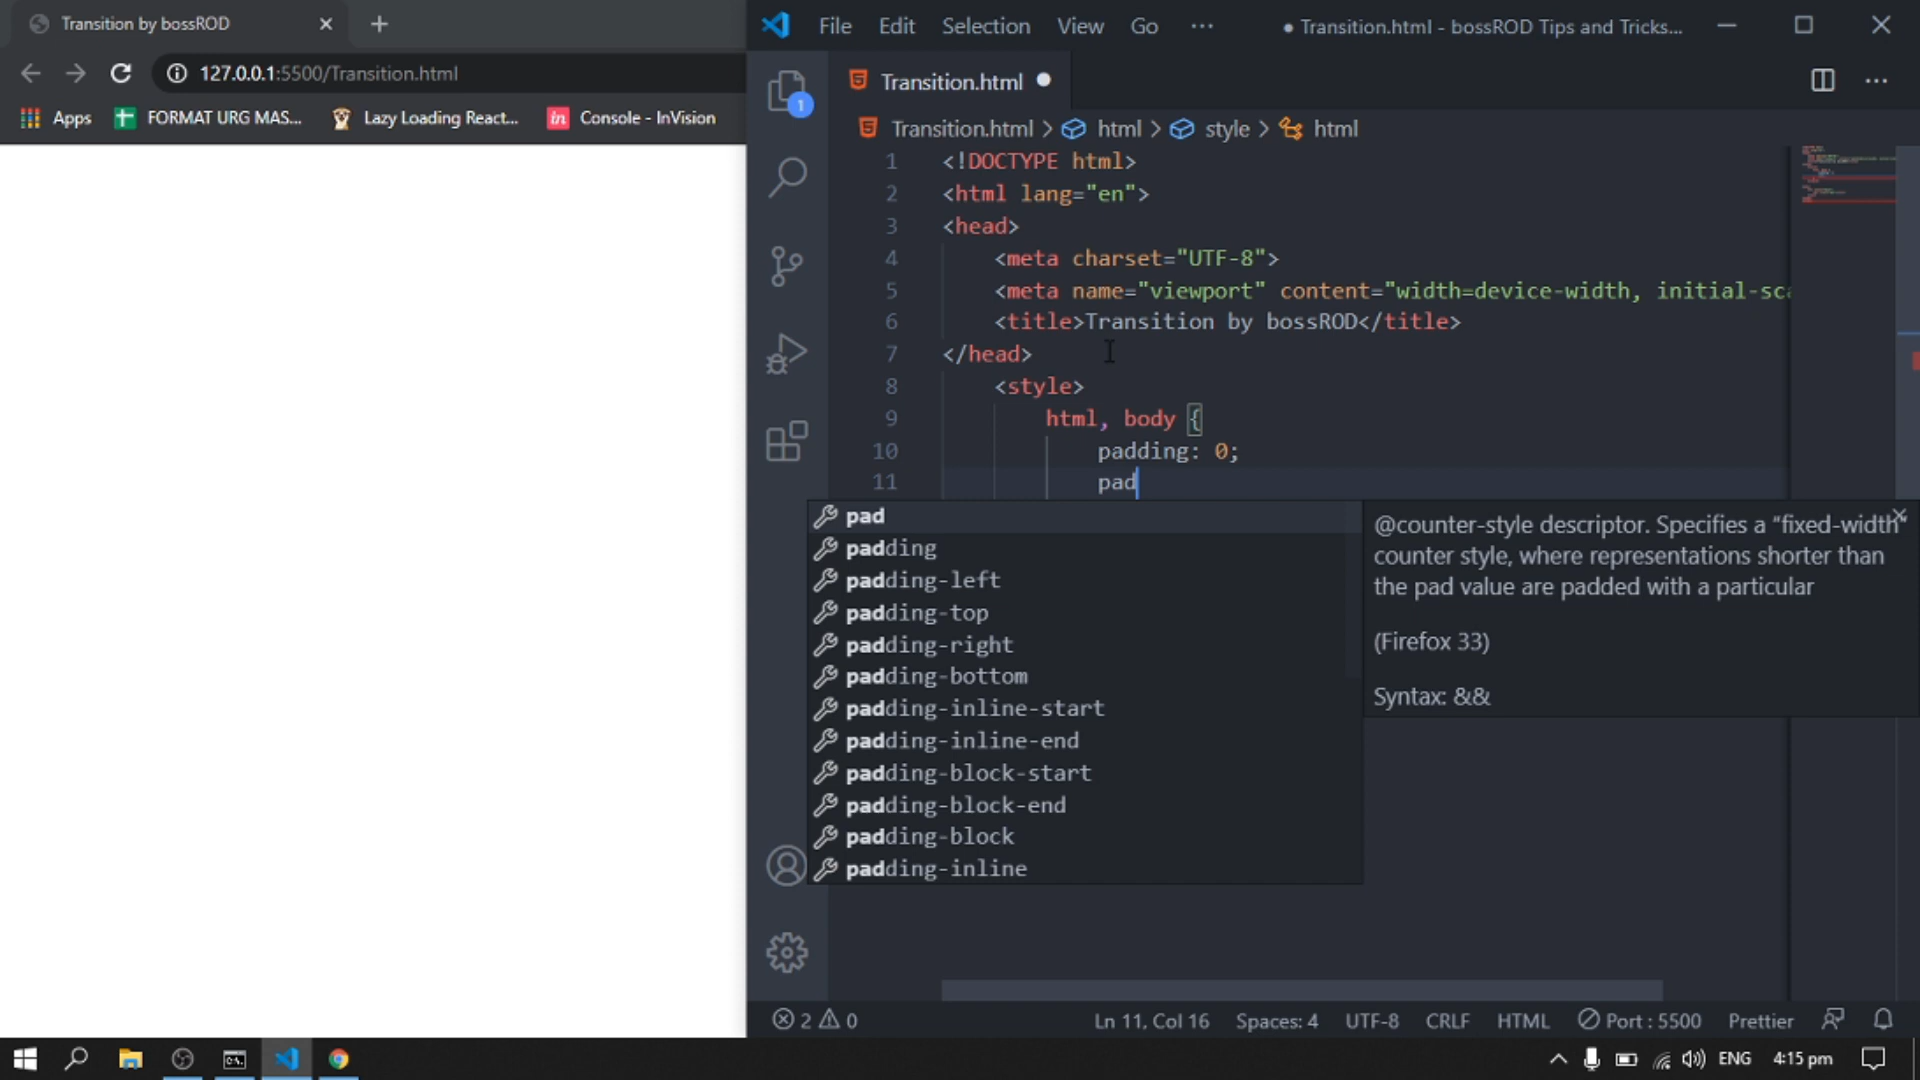 Transition by bossROD
127.0.0.1:5500/Transition.html
Apps
FORMAT URG MAS...
Lazy Loading React...
in
Console - InVision
File Edit Selection View Go ···
● Transition.html - bossROD Tips and Tricks...
1
Transition.html
Transition.html > html > style > html
1 <!DOCTYPE html>
2 <html lang="en">
3 <head>
4 <meta charset="UTF-8">
5 <meta name="viewport" content="width=device-width, initial-sca
6 <title>Transition by bossROD</title>
7 </head>
8 <style>
9 html, body {
10 padding: 0;
11 pad
pad
padding
padding-left
padding-top
padding-right
padding-bottom
padding-inline-start
padding-inline-end
padding-block-start
padding-block-end
padding-block
padding-inline
@counter-style descriptor. Specifies a “fixed-width”
counter style, where representations shorter than
the pad value are padded with a particular
(Firefox 33)
Syntax: &&
2 0
Ln 11, Col 16
Spaces: 4
UTF-8
CRLF
HTML
Port : 5500
Prettier
ENG
4:15 pm